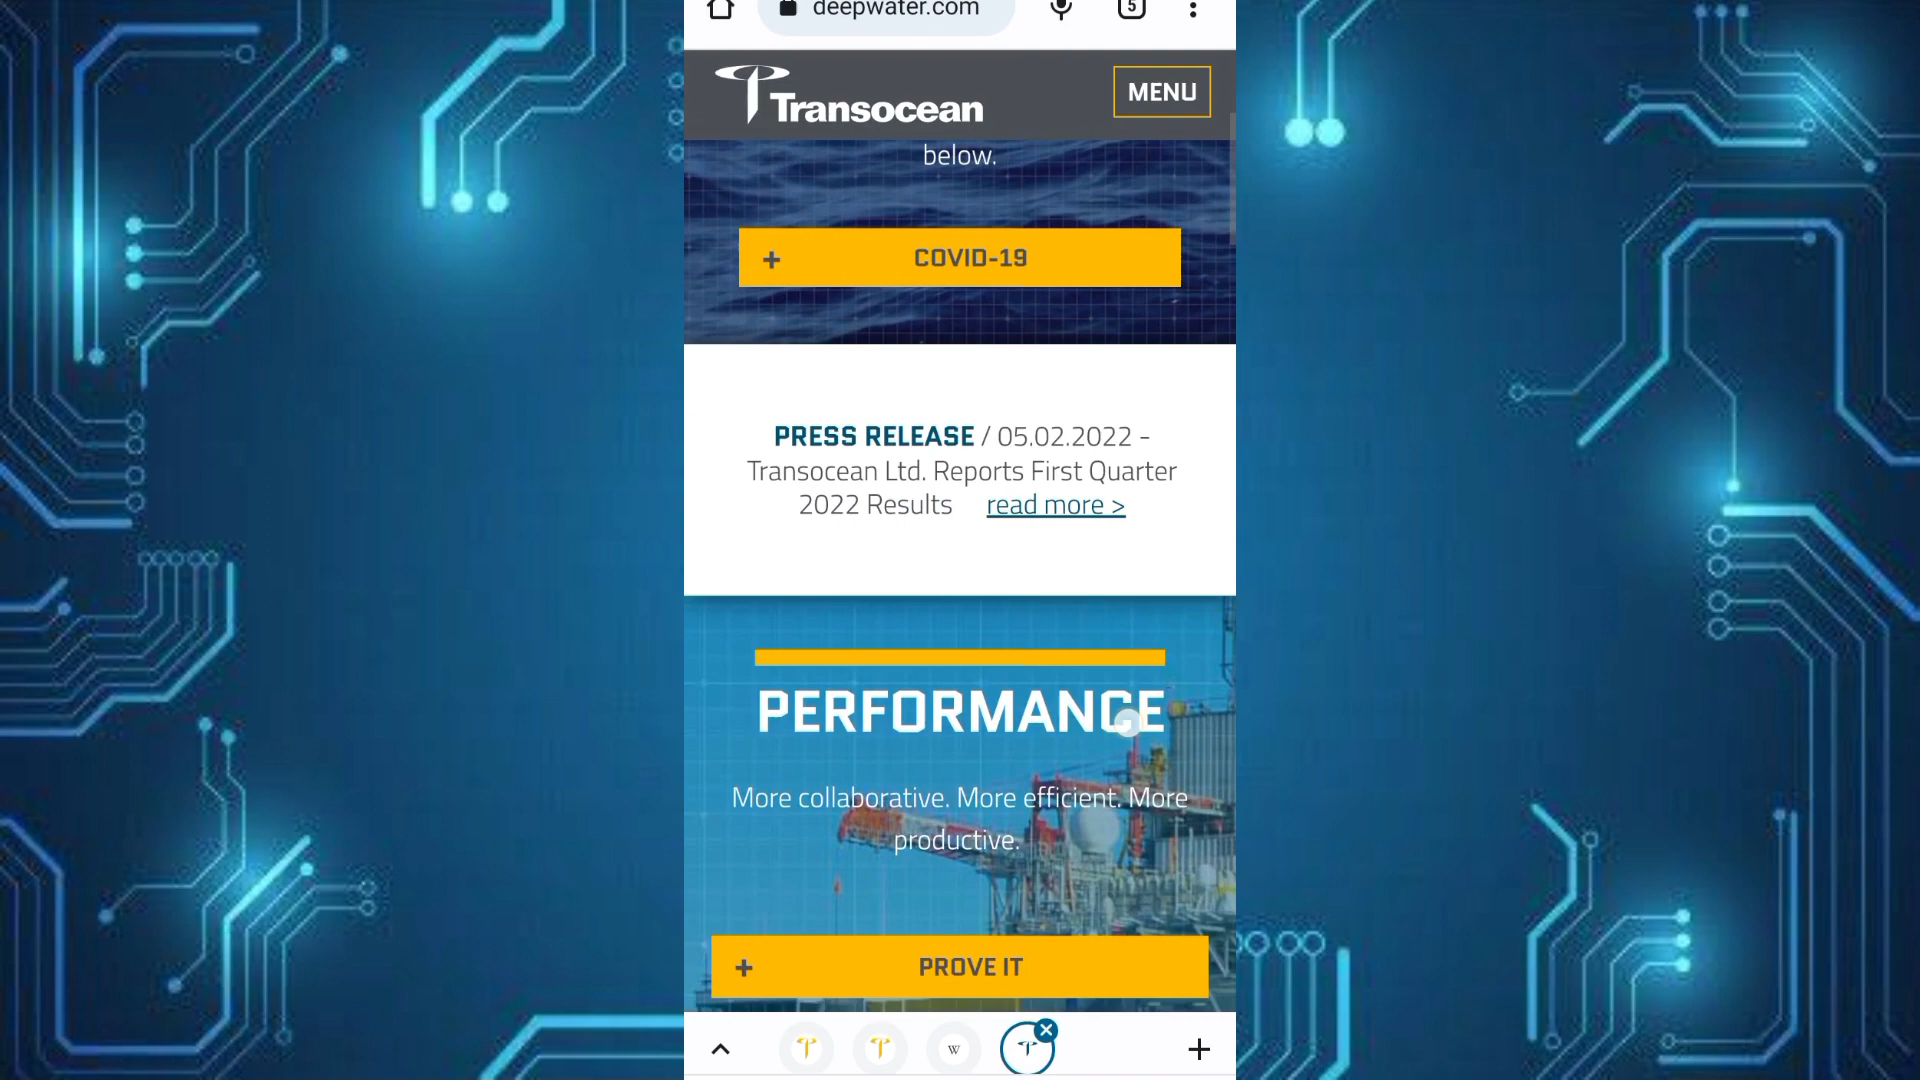 deepwater.com
5
Transocean
MENU
below.
+ COVID-19
PRESS RELEASE / 05.02.2022 -
Transocean Ltd. Reports First Quarter
2022 Results read more >
PERFORMANCE
More collaborative. More efficient. More
productive.
+ PROVE IT
W